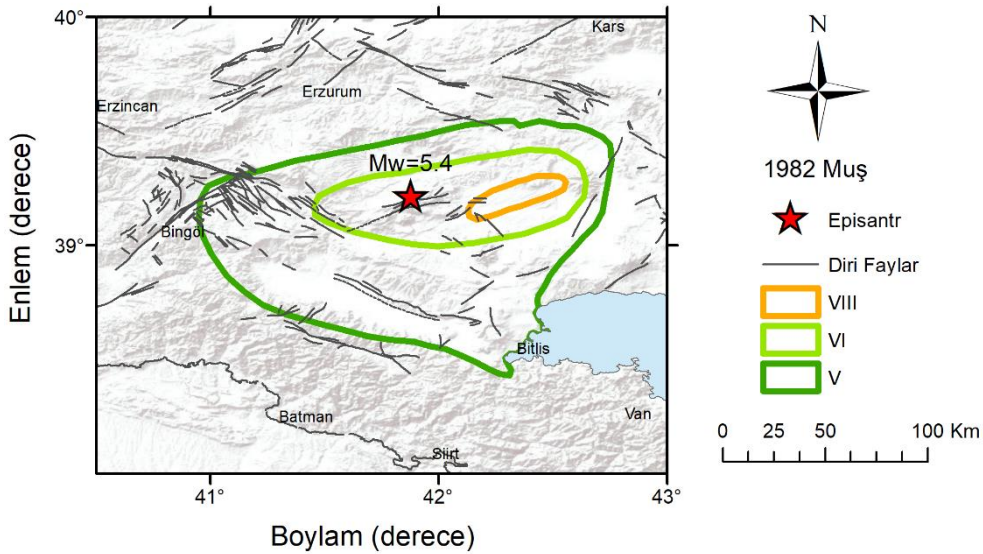 40°
Kars
Erzurum
Erzincan
Mw=5.4
Bingöl
39°
Bitlis
Batman
Van
Siirt
41°
42°
43°
Enlem (derece)
Boylam (derece)
N
1982 Muş
Episantr
Diri Faylar
VIII
VI
V
0 25 50 100 Km